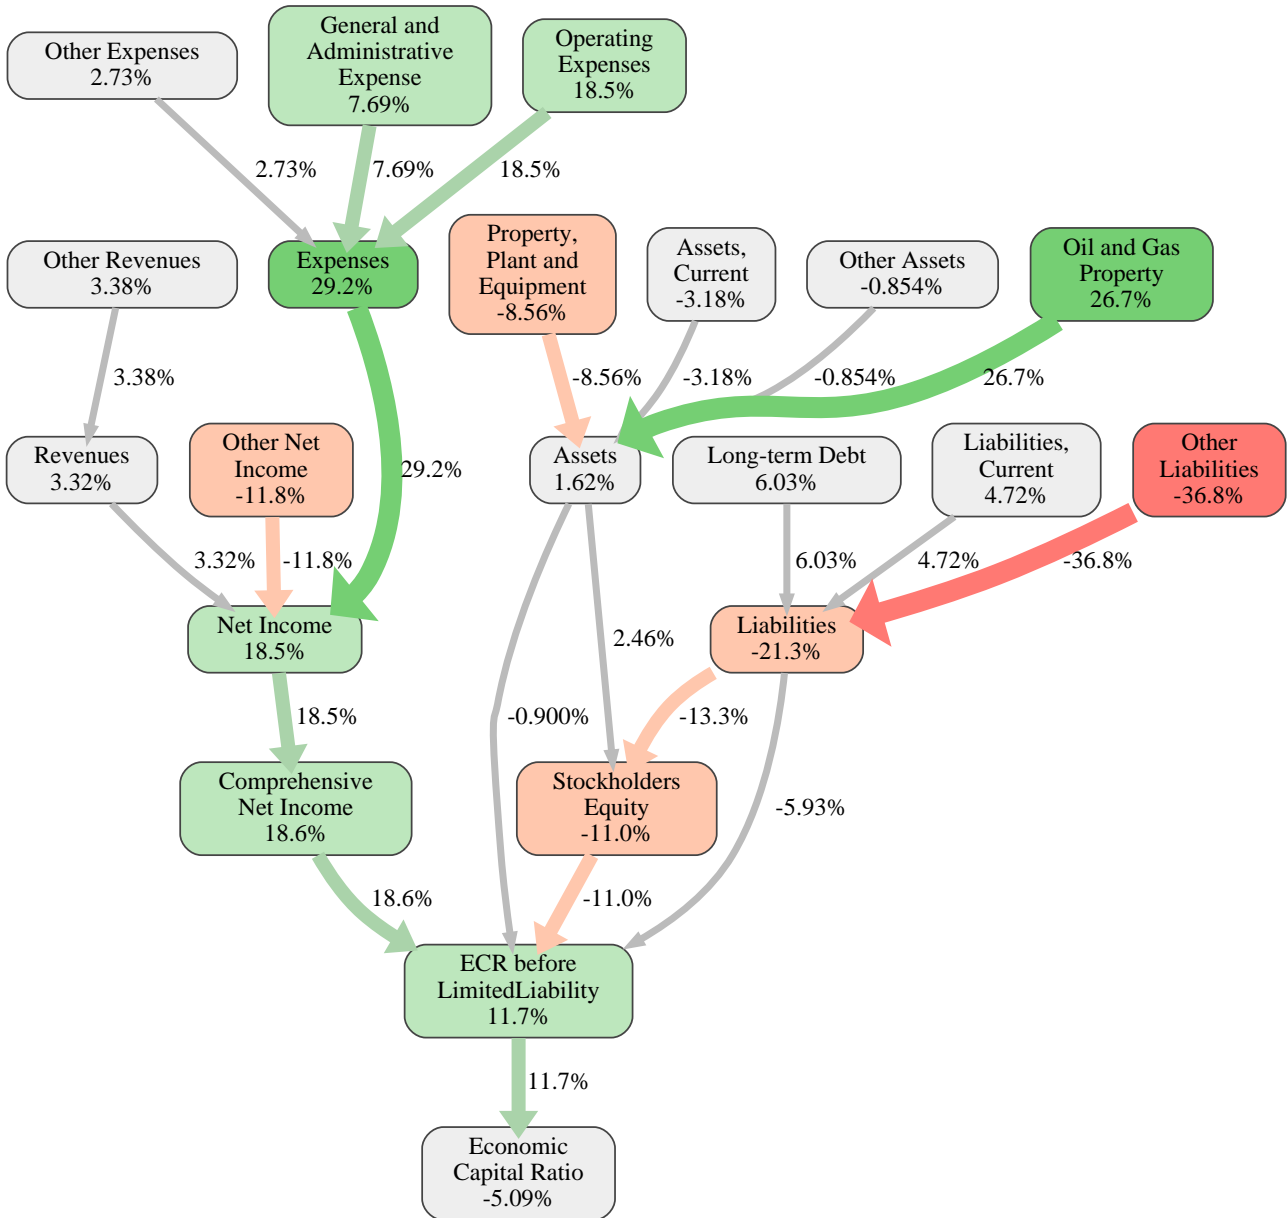 Other Expenses
2.73%
General and
Administrative
Expense
7.69%
Operating
Expenses
18.5%
2.73%
7.69%
18.5%
Other Revenues
3.38%
Expenses
29.2%
Property,
Plant and
Equipment
-8.56%
Assets,
Current
-3.18%
Other Assets
-0.854%
Oil and Gas
Property
26.7%
3.38%
-8.56%
-3.18%
-0.854%
26.7%
Revenues
3.32%
Other Net
Income
-11.8%
29.2%
Assets
1.62%
Long-term Debt
6.03%
Liabilities,
Current
4.72%
Other
Liabilities
-36.8%
3.32%
-11.8%
6.03%
4.72%
-36.8%
Net Income
18.5%
2.46%
Liabilities
-21.3%
18.5%
-0.900%
-13.3%
Comprehensive
Net Income
18.6%
Stockholders
Equity
-11.0%
-5.93%
18.6%
-11.0%
ECR before
LimitedLiability
11.7%
11.7%
Economic
Capital Ratio
-5.09%